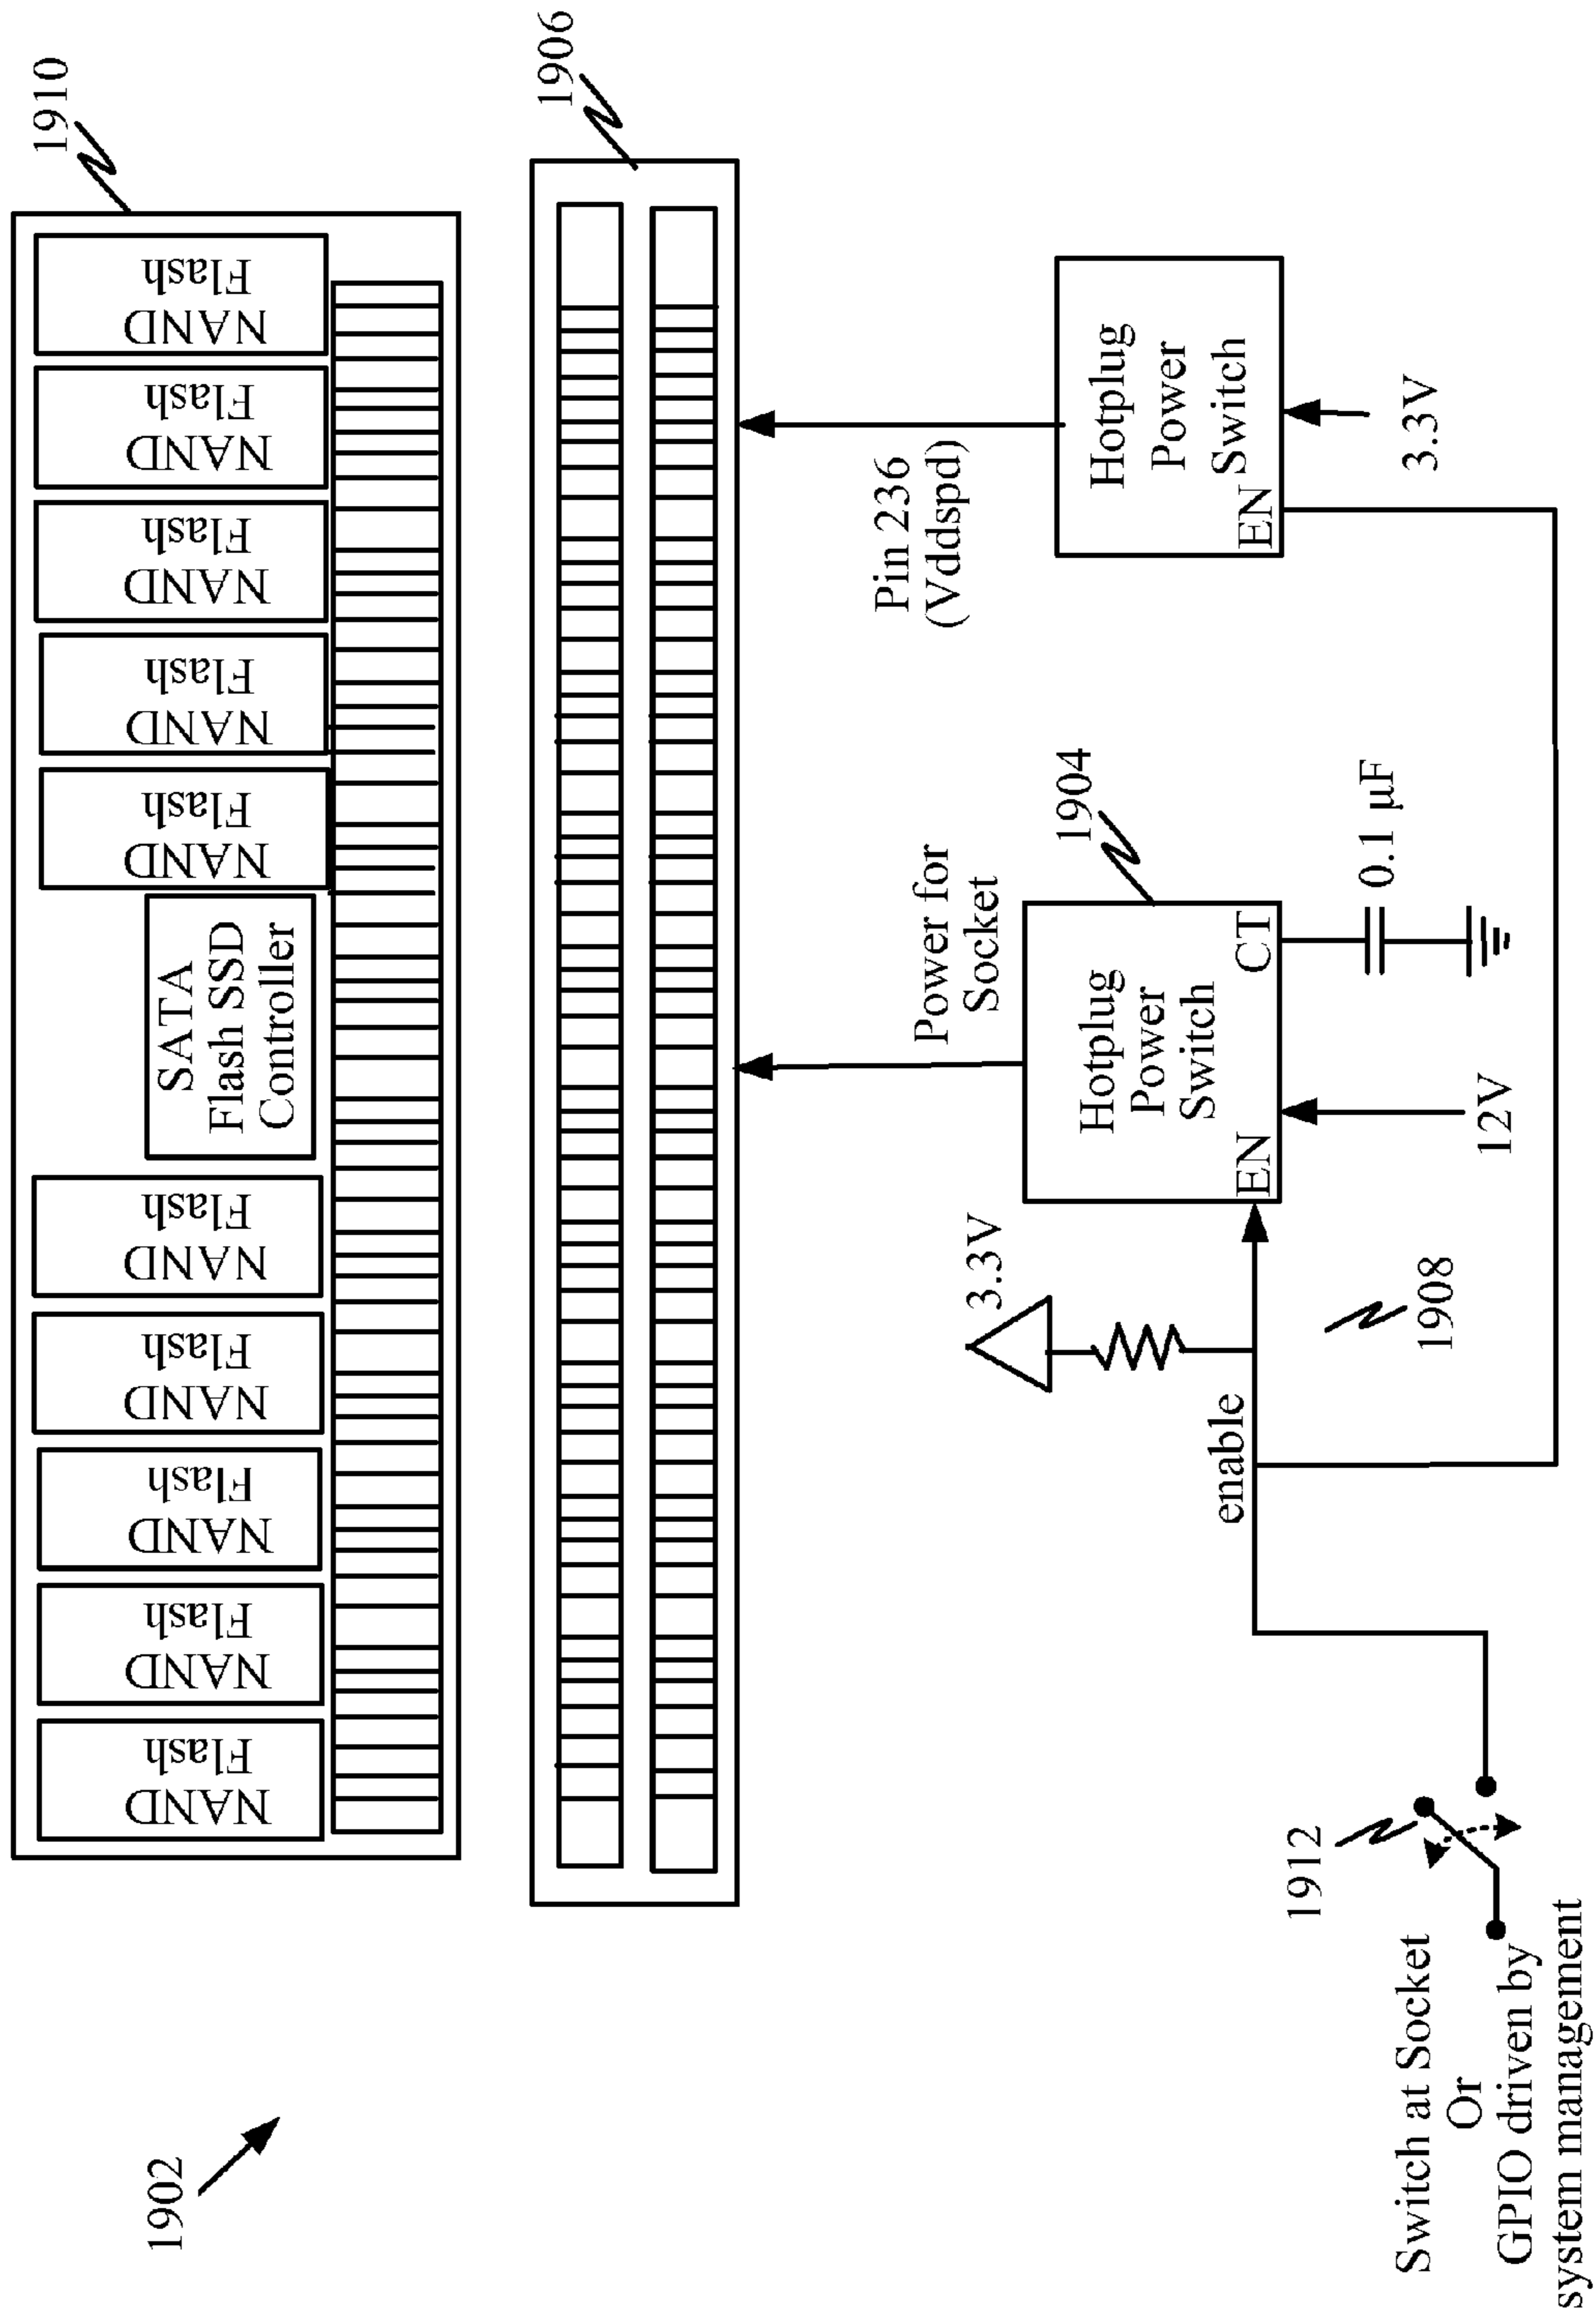 1910
NAND
Flash
NAND
Flash
NAND
Flash
NAND
Flash
NAND
Flash
SATA
Flash SSD
Controller
NAND
Flash
NAND
Flash
NAND
Flash
NAND
Flash
NAND
Flash
1902
1906
Power for
Socket
Pin 236
(Vddspd)
3.3V
1904
Hotplug
Power
Switch
EN
CT
Hotplug
Power
Switch
EN
enable
1908
12V
0.1 µF
3.3V
1912
Switch at Socket
Or
GPIO driven by
system management